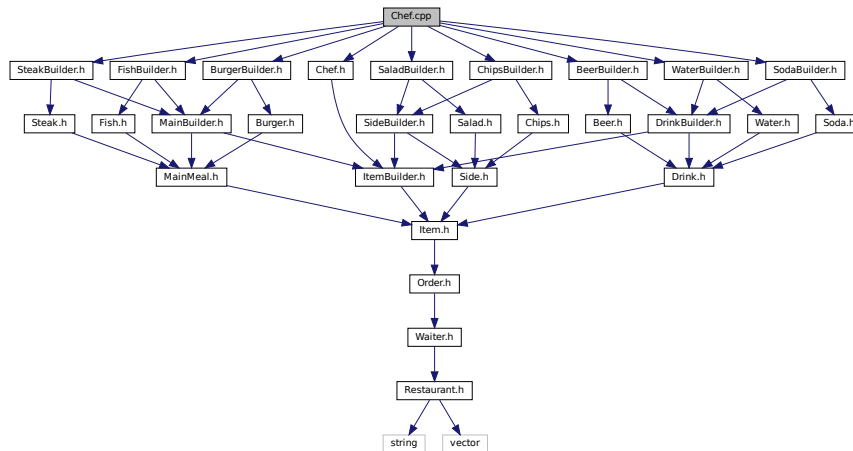 Chef.cpp
SteakBuilder.h
FishBuilder.h
BurgerBuilder.h
Chef.h
SaladBuilder.h
ChipsBuilder.h
BeerBuilder.h
WaterBuilder.h
SodaBuilder.h
Steak.h
Fish.h
MainBuilder.h
Burger.h
SideBuilder.h
Salad.h
Chips.h
Beer.h
DrinkBuilder.h
Water.h
Soda.h
MainMeal.h
ItemBuilder.h
Side.h
Drink.h
Item.h
Order.h
Waiter.h
Restaurant.h
string
vector